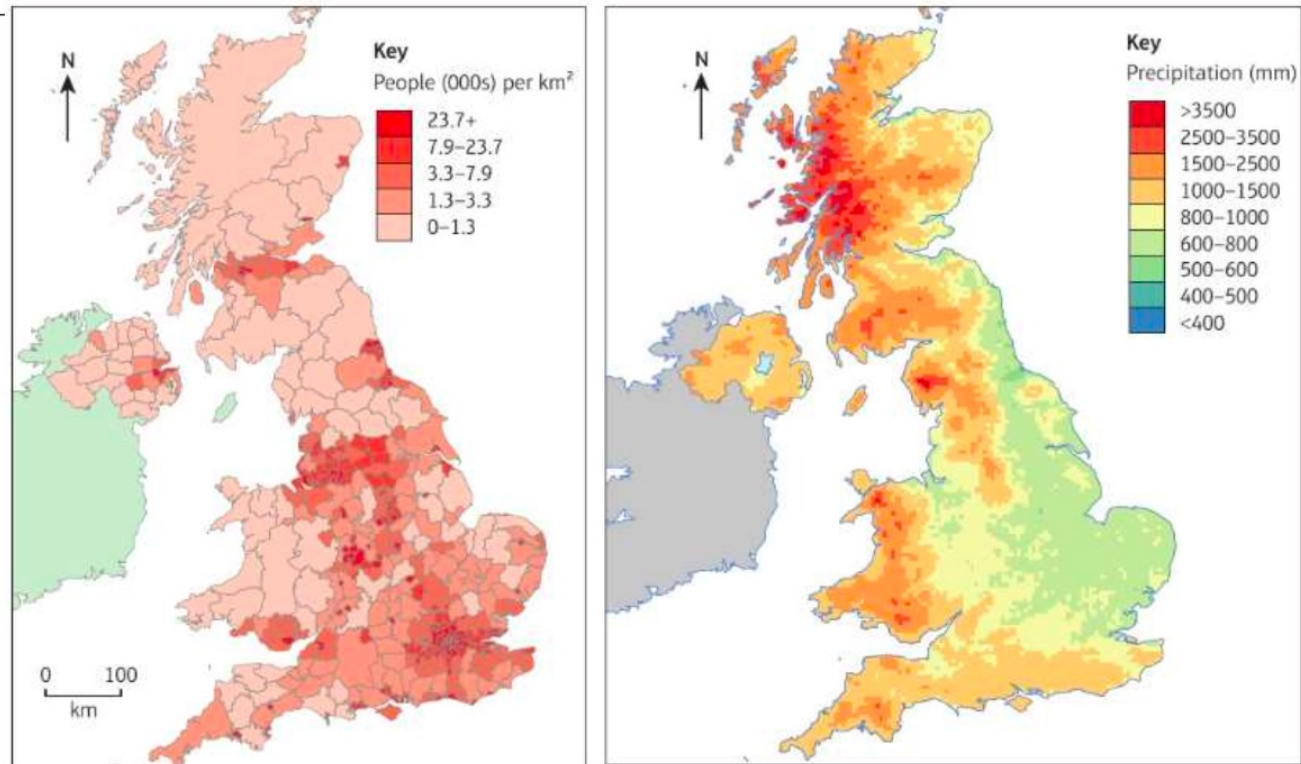 N
Key
People (000s) per km²
23.7+
7.9–23.7
3.3–7.9
1.3–3.3
0–1.3
0 100
km
N
Key
Precipitation (mm)
>3500
2500–3500
1500–2500
1000–1500
800–1000
600–800
500–600
400–500
<400